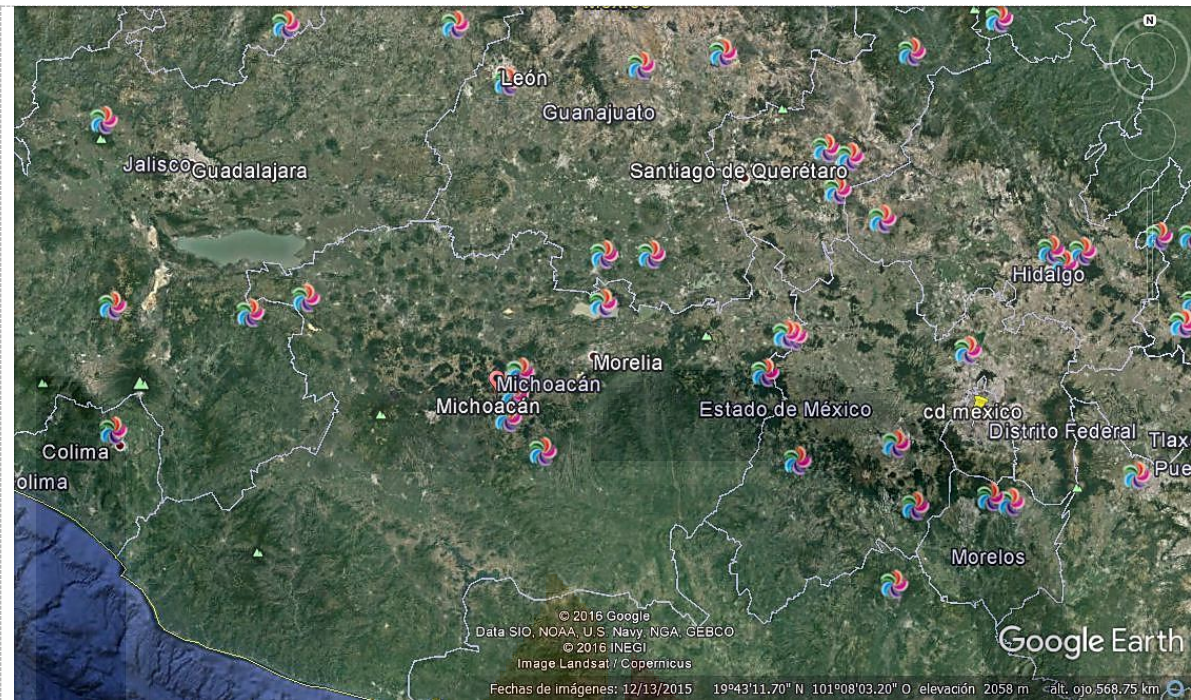 México
N
León
Guanajuato
Jalisco
Guadalajara
Santiago de Querétaro
Hidalgo
Morelia
Michoacán
Michoacán
Estado de México
cd mexico
Distrito Federal
Tlax
Pue
Colima
olima
Morelos
© 2016 Google
Data SIO, NOAA, U.S. Navy, NGA, GEBCO
© 2016 INEGI
Image Landsat / Copernicus
Google Earth
Fechas de imágenes: 12/13/2015 19°43'11.70" N 101°08'03.20" O elevación 2058 m alt. ojo 568.75 km